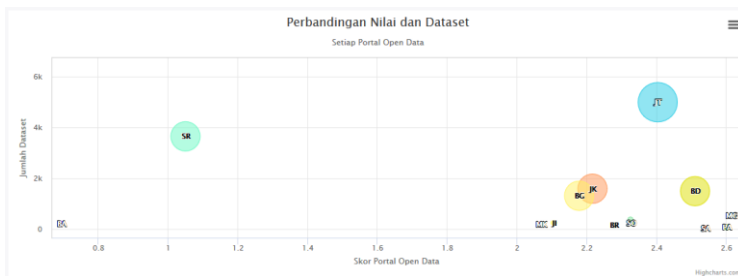 Perbandingan Nilai dan Dataset
Setiap Portal Open Data
Jumlah Dataset
6k
4k
2k
0
SR
JT
BG
JK
BD
MK
JI
BR
0.8
1
1.2
1.4
1.6
1.8
2
2.2
2.4
2.6
Skor Portal Open Data
Highcharts.com